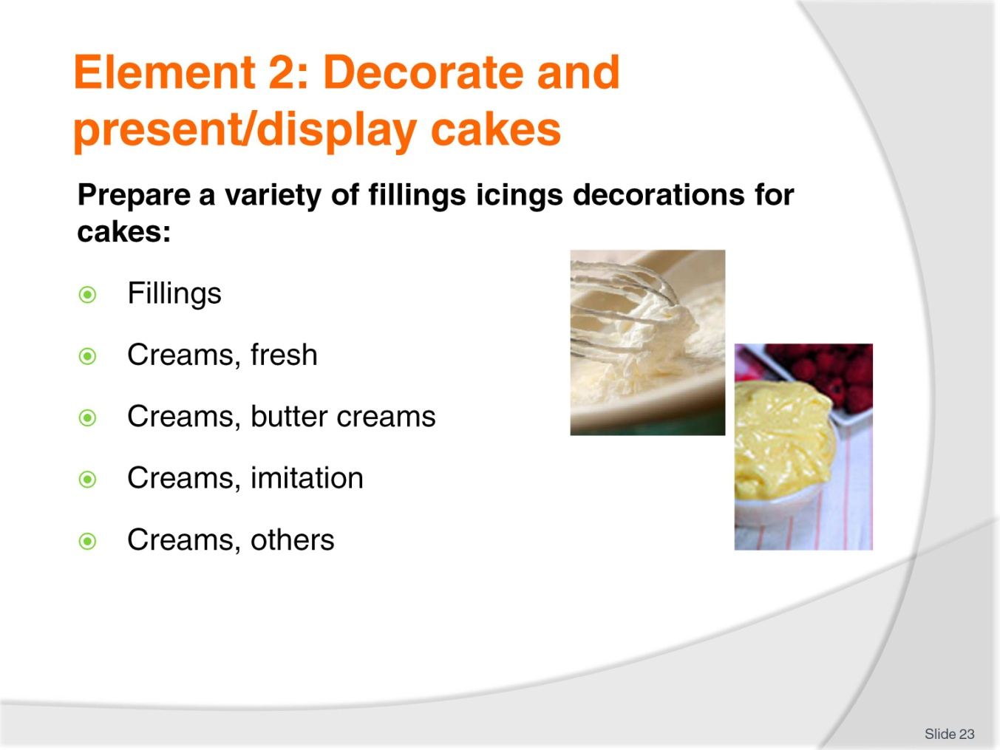 Element 2: Decorate and
present/display cakes
Prepare a variety of fillings icings decorations for
cakes:
Fillings
Creams, fresh
Creams, butter creams
Creams, imitation
Creams, others
Slide 23